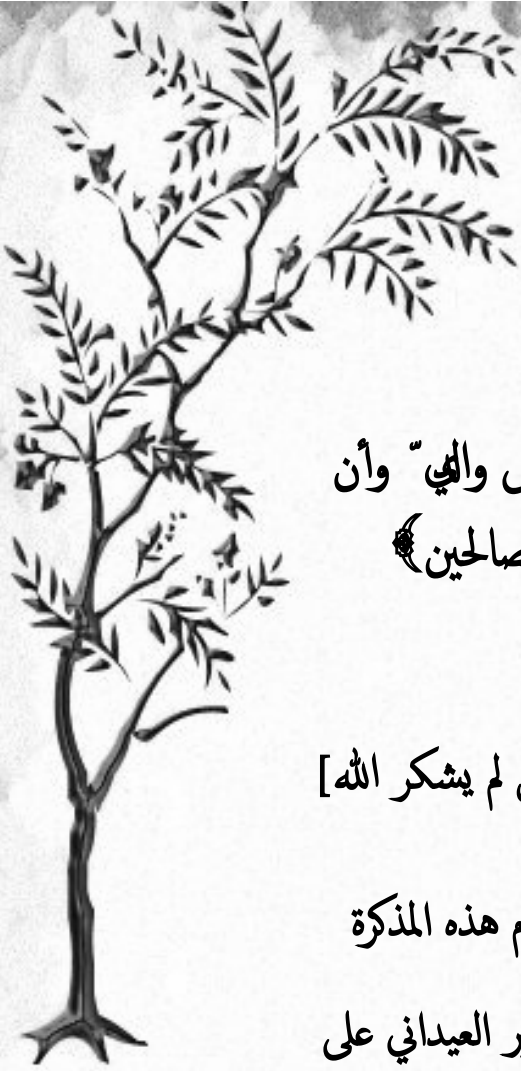 والديّ وأن
صالحين﴾
لم يشكر الله]
هذه المذكرة
العيداني على